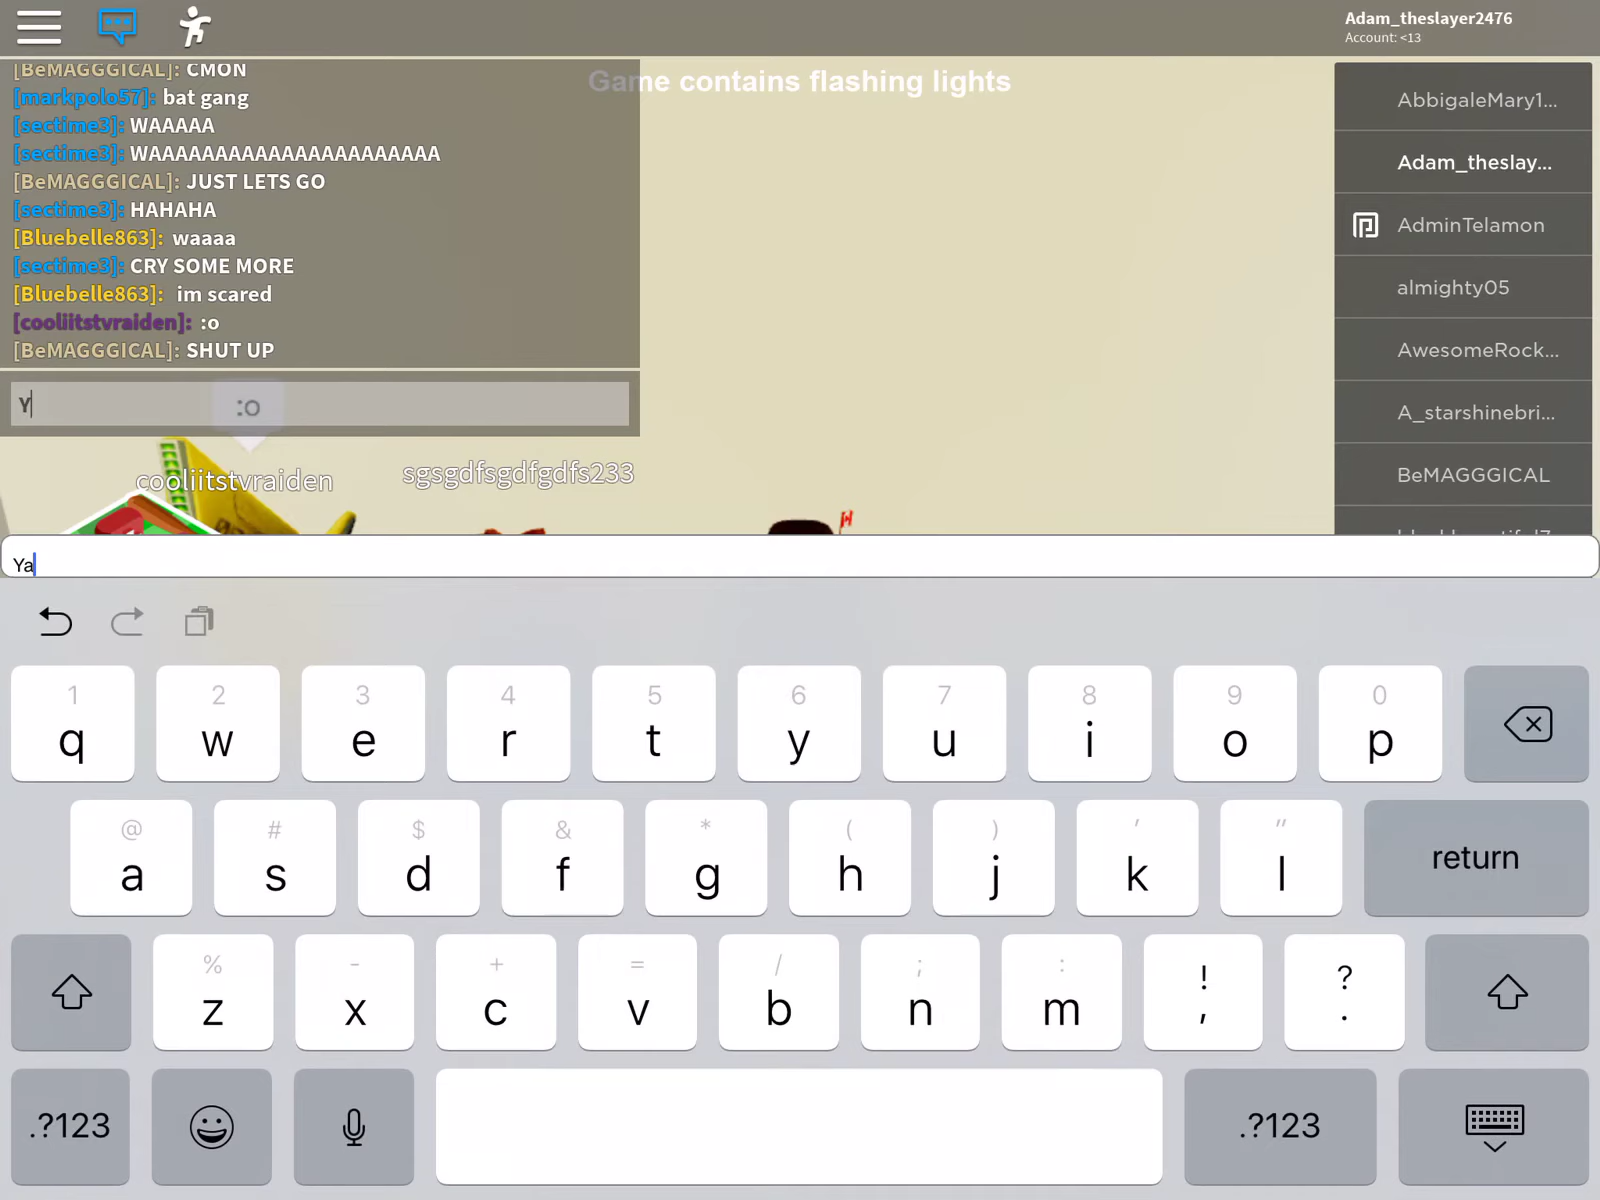 Adam_theslayer2476
Account: <13
[BeMAGGGICAL]: CMON
[markpolo57]: bat gang
[sectime3]: WAAAAA
[sectime3]: WAAAAAAAAAAAAAAAAAAAAAA
[BeMAGGGICAL]: JUST LETS GO
[sectime3]: HAHAHA
[Bluebelle863]: waaaa
[sectime3]: CRY SOME MORE
[Bluebelle863]: im scared
[cooliitstvraiden]: :o
[BeMAGGGICAL]: SHUT UP
Y
:o
Game contains flashing lights
AbbigaleMary1...
Adam_theslay...
AdminTelamon
almighty05
AwesomeRock...
A_starshinebri...
BeMAGGGICAL
cooliitstvraiden
sgsgdfsgdfgdfs233
Ya
1 2 3 4 5 6 7 8 9 0
q w e r t y u i o p
@ # $ & * ( ) ' "
a s d f g h j k l return
% - + = / ; : ! ?
z x c v b n m , .
.?123 .?123